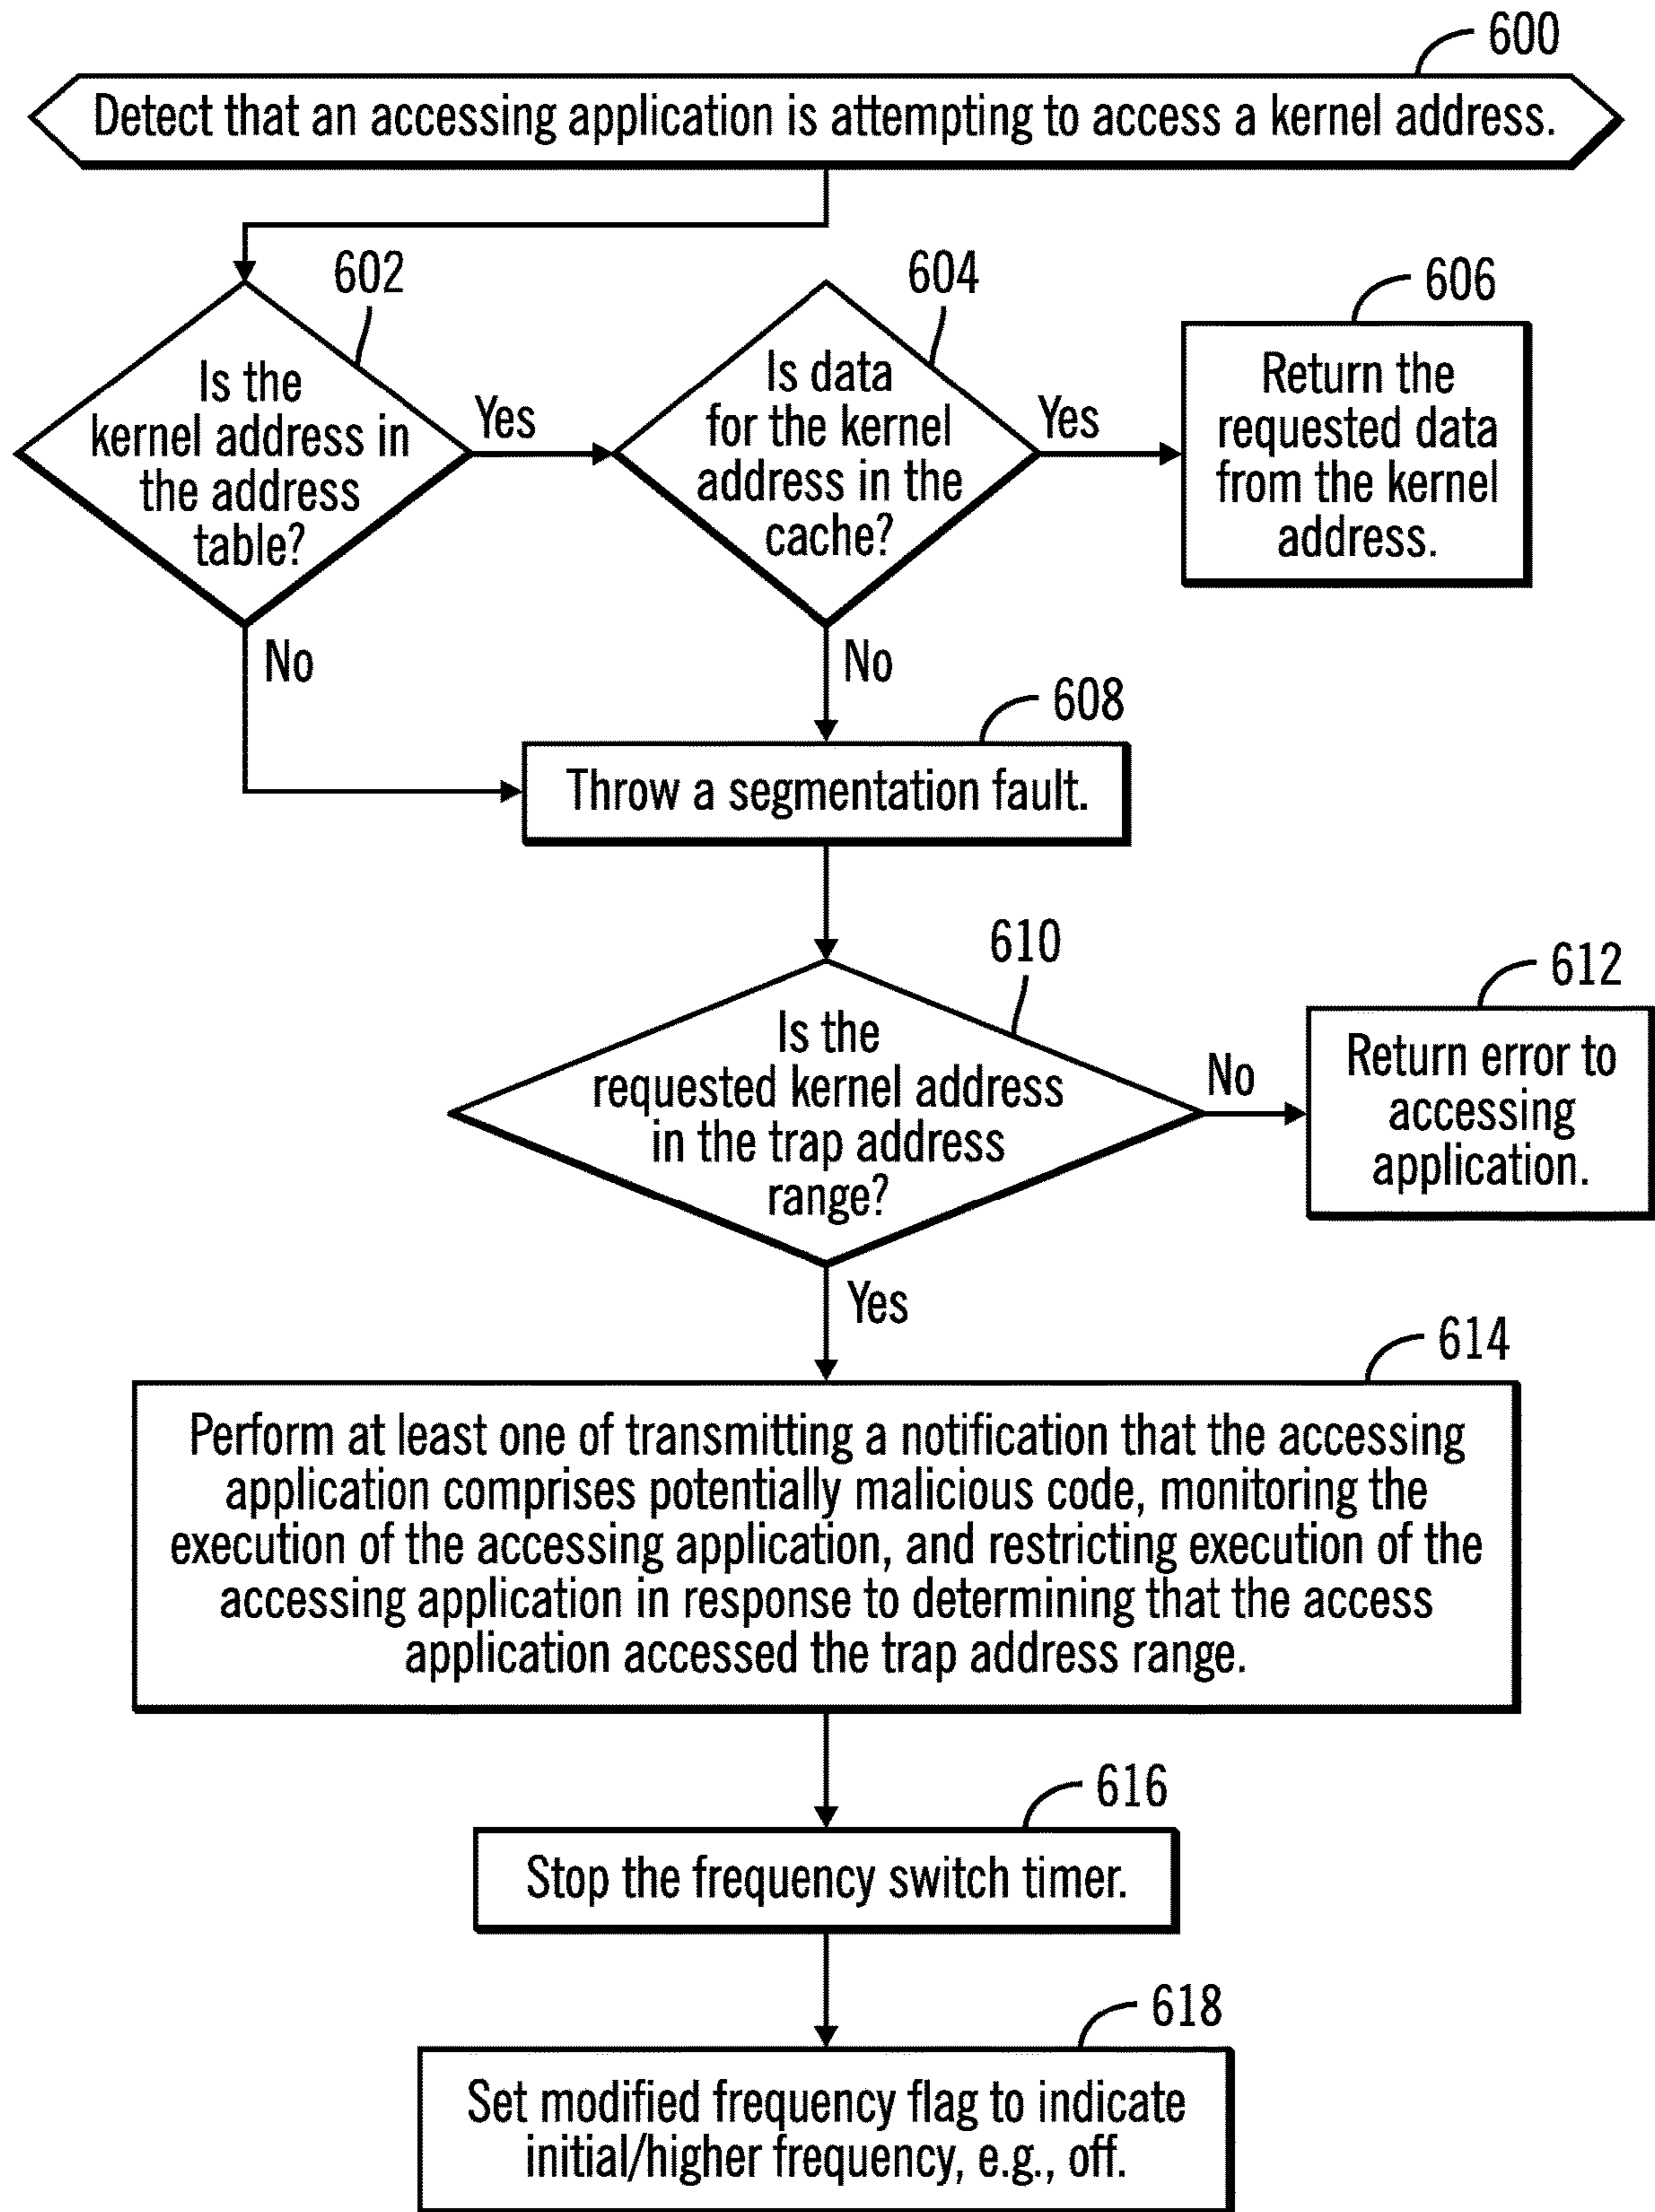 600
Detect that an accessing application is attempting to access a kernel address.
602
Is the
kernel address in
the address
table?
Yes
No
604
Is data
for the kernel
address in the
cache?
Yes
No
606
Return the
requested data
from the kernel
address.
608
Throw a segmentation fault.
610
Is the
requested kernel address
in the trap address
range?
No
Yes
612
Return error to
accessing
application.
614
Perform at least one of transmitting a notification that the accessing
application comprises potentially malicious code, monitoring the
execution of the accessing application, and restricting execution of the
accessing application in response to determining that the access
application accessed the trap address range.
616
Stop the frequency switch timer.
618
Set modified frequency flag to indicate
initial/higher frequency, e.g., off.